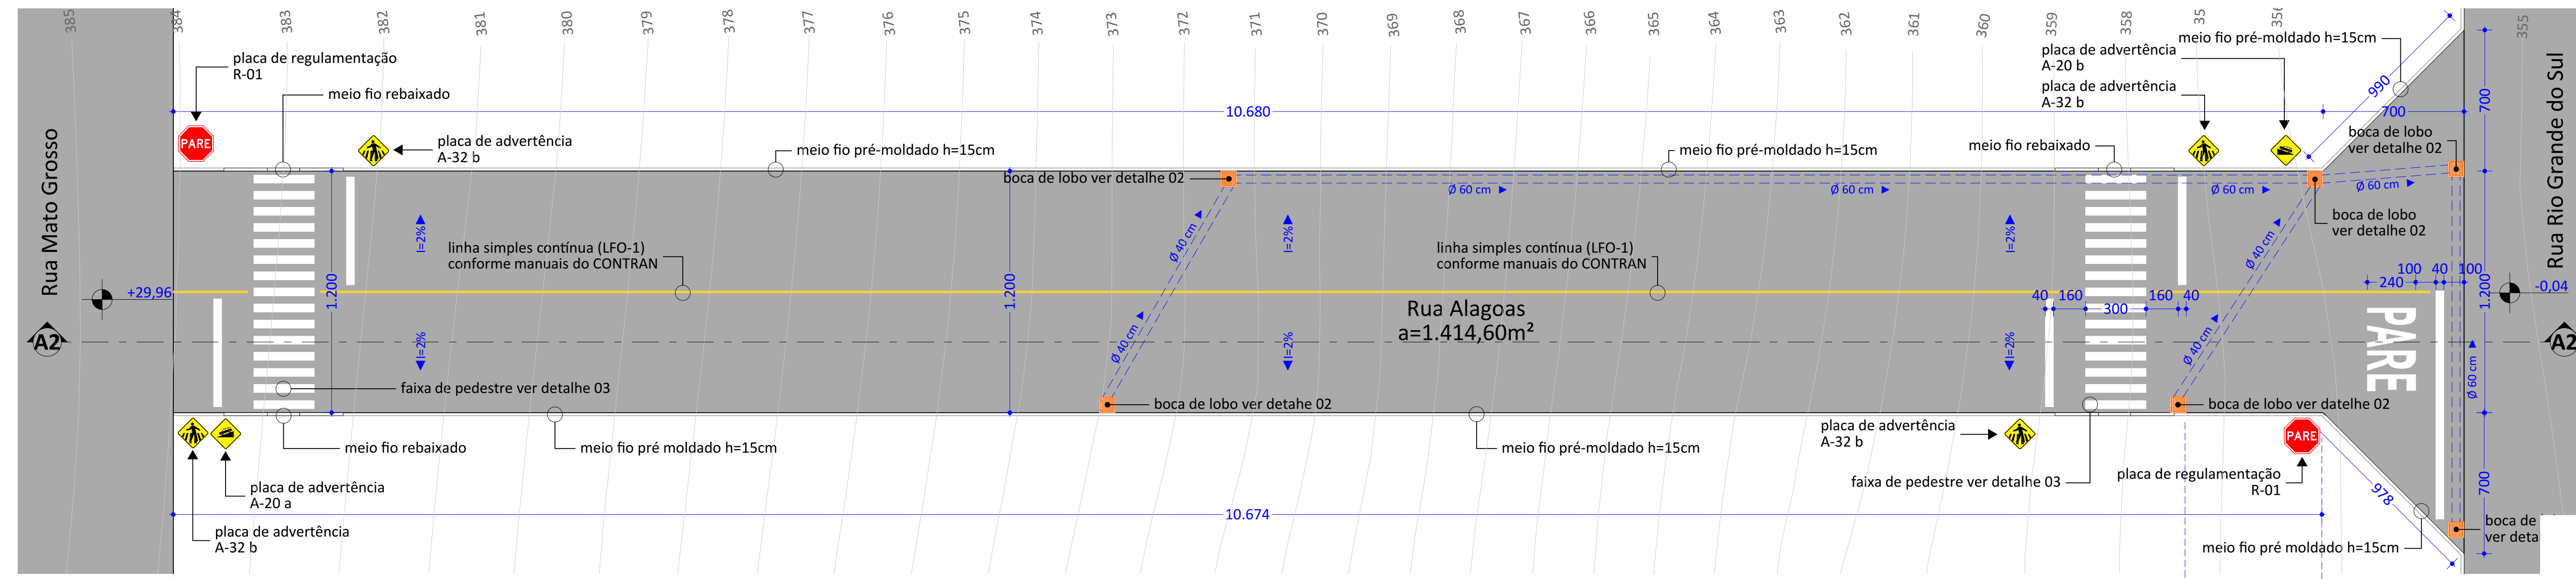 385
384
383
382
381
380
379
378
377
376
375
374
373
372
371
370
369
368
367
366
365
364
363
362
361
360
359
358
35
356
355
placa de regulamentação
R-01
meio fio rebaixado
PARE
placa de advertência
A-32 b
10.680
meio fio pré-moldado h=15cm
meio fio pré-moldado h=15cm
meio fio rebaixado
placa de advertência
A-20 b
placa de advertência
A-32 b
meio fio pré-moldado h=15cm
990
700
700
boca de lobo
ver detalhe 02
boca de lobo ver detalhe 02
Ø 60 cm
Ø 60 cm
Ø 60 cm
Ø 60 cm
boca de lobo
ver detalhe 02
Rua Mato Grosso
+29,96
A2
I=2%
I=2%
linha simples contínua (LFO-1)
conforme manuais do CONTRAN
1.200
1.200
Ø 40 cm
Ø 40 cm
I=2%
I=2%
linha simples contínua (LFO-1)
conforme manuais do CONTRAN
Rua Alagoas
a=1.414,60m²
I=2%
I=2%
40
160
300
160
40
Ø 40 cm
Ø 40 cm
240
100
40
100
PARE
1.200
Ø 60 cm
-0,04
Rua Rio Grande do Sul
A2
faixa de pedestre ver detalhe 03
boca de lobo ver detahe 02
boca de lobo ver datelhe 02
meio fio rebaixado
meio fio pré moldado h=15cm
meio fio pré-moldado h=15cm
placa de advertência
A-32 b
faixa de pedestre ver detalhe 03
PARE
placa de regulamentação
R-01
placa de advertência
A-20 a
placa de advertência
A-32 b
10.674
978
700
boca de
ver deta
meio fio pré moldado h=15cm